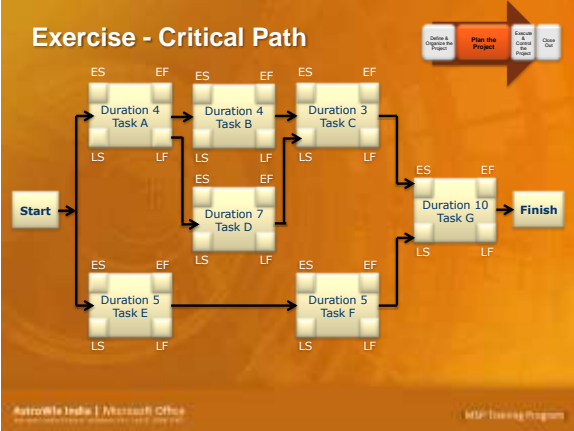 Exercise - Critical Path
Define &
Organize the
Project
Plan the
Project
Execute
&
Control
the
Project
Close
Out
ES EF ES EF ES EF
Duration 4
Task A
Duration 4
Task B
Duration 3
Task C
LS LF LS LF LS LF
ES EF
Duration 7
Task D
LS LF
ES EF
Duration 10
Task G
LS LF
Start
Finish
ES EF ES EF
Duration 5
Task E
Duration 5
Task F
LS LF LS LF
AstroWix India | Microsoft Office
MSP Training Program